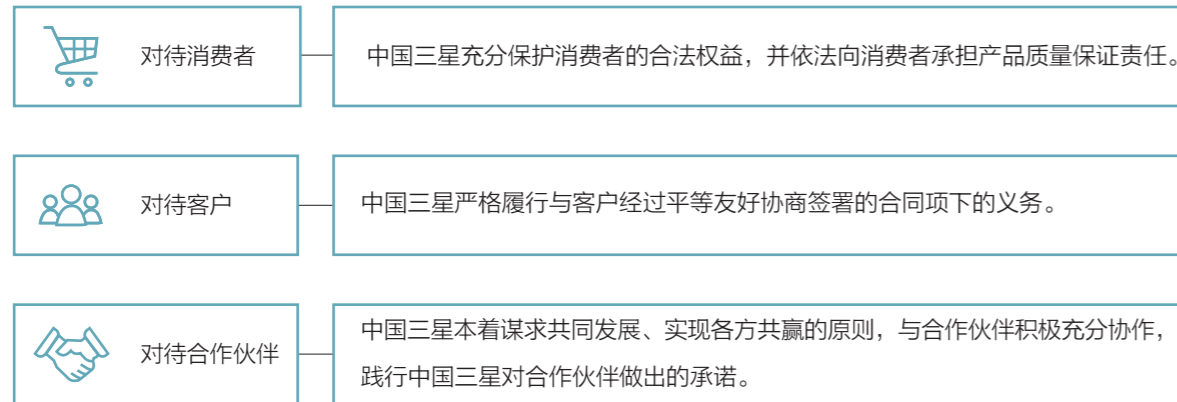 对待消费者
中国三星充分保护消费者的合法权益，并依法向消费者承担产品质量保证责任。
对待客户
中国三星严格履行与客户经过平等友好协商签署的合同项下的义务。
对待合作伙伴
中国三星本着谋求共同发展、实现各方共赢的原则，与合作伙伴积极充分协作，
践行中国三星对合作伙伴做出的承诺。